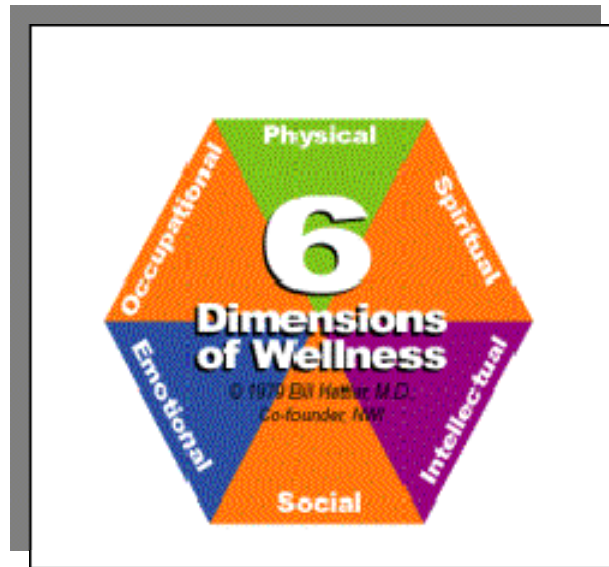 Physical
Spiritual
Occupational
6
Dimensions
of Wellness
© 1979 Bill Hettler, M.D.,
Co-founder, NWI
Emotional
Intellectual
Social